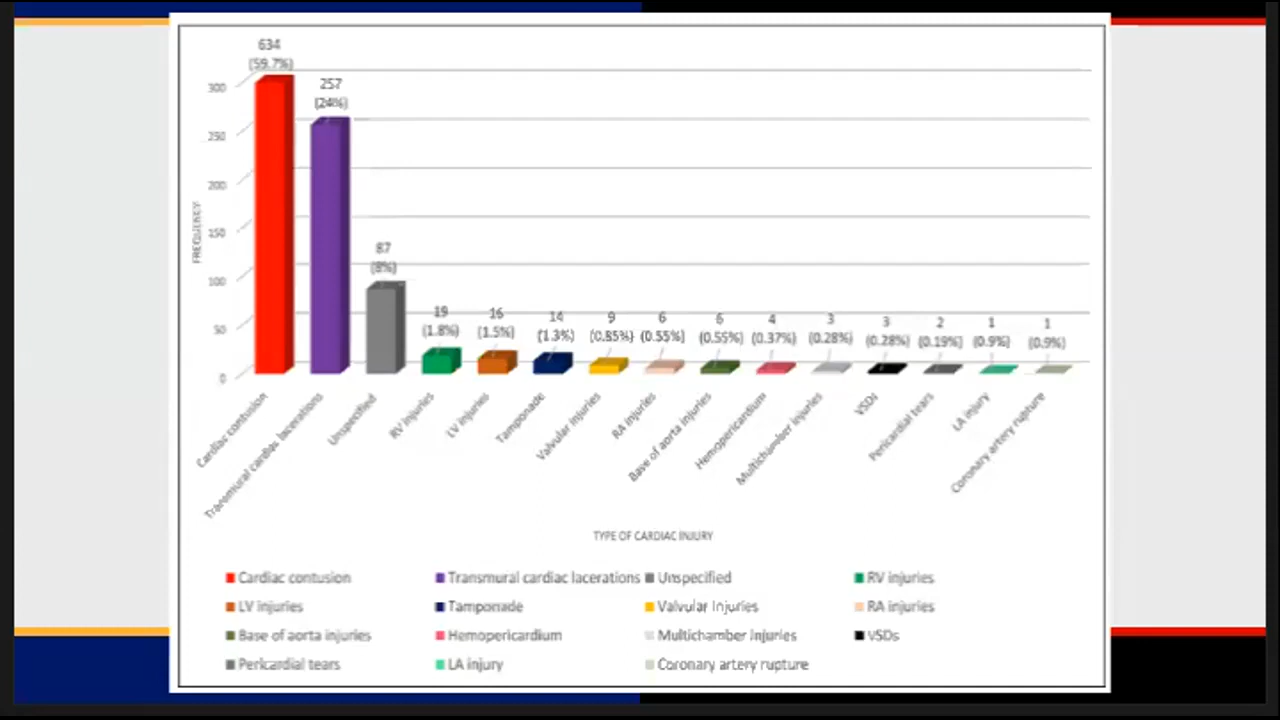 634
(59.7%)
257
(24%)
87
(8%)
19
(1.8%)
16
(1.5%)
14
(1.3%)
9
(0.85%)
6
(0.55%)
6
(0.55%)
4
(0.37%)
3
(0.28%)
3
(0.28%)
2
(0.19%)
1
(0.9%)
1
(0.9%)
300
250
200
150
100
50
0
FREQUENCY
Cardiac contusion
Transmural cardiac lacerations
Unspecified
RV injuries
LV injuries
Tamponade
Valvular injuries
RA injuries
Base of aorta injuries
Hemopericardium
Multichamber injuries
VSDs
Pericardial tears
LA injury
Coronary artery rupture
TYPE OF CARDIAC INJURY
Cardiac contusion
Transmural cardiac lacerations
Unspecified
RV injuries
LV injuries
Tamponade
Valvular injuries
RA injuries
Base of aorta injuries
Hemopericardium
Multichamber injuries
VSDs
Pericardial tears
LA injury
Coronary artery rupture